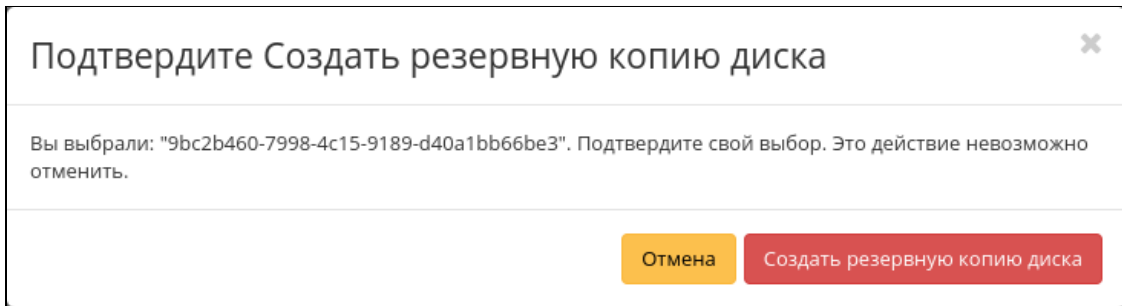 Подтвердите Создать резервную копию диска
Вы выбрали: "9bc2b460-7998-4c15-9189-d40a1bb66be3". Подтвердите свой выбор. Это действие невозможно
отменить.
Отмена
Создать резервную копию диска